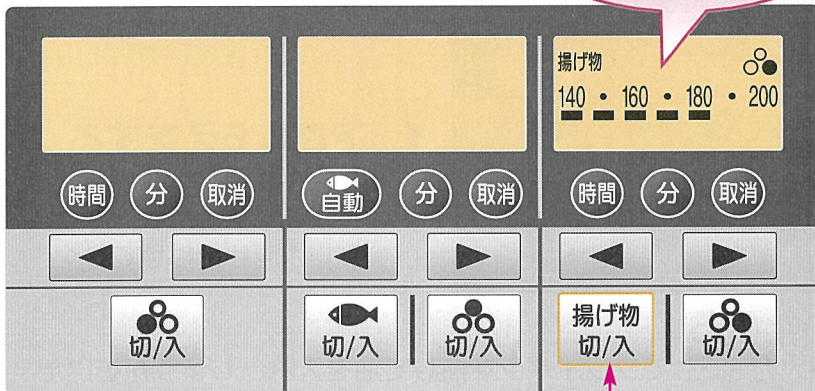 揚げ物
140 • 160 • 180 • 200
時間 分 取消
自動 分 取消
時間 分 取消
切/入
切/入
切/入
揚げ物
切/入
切/入